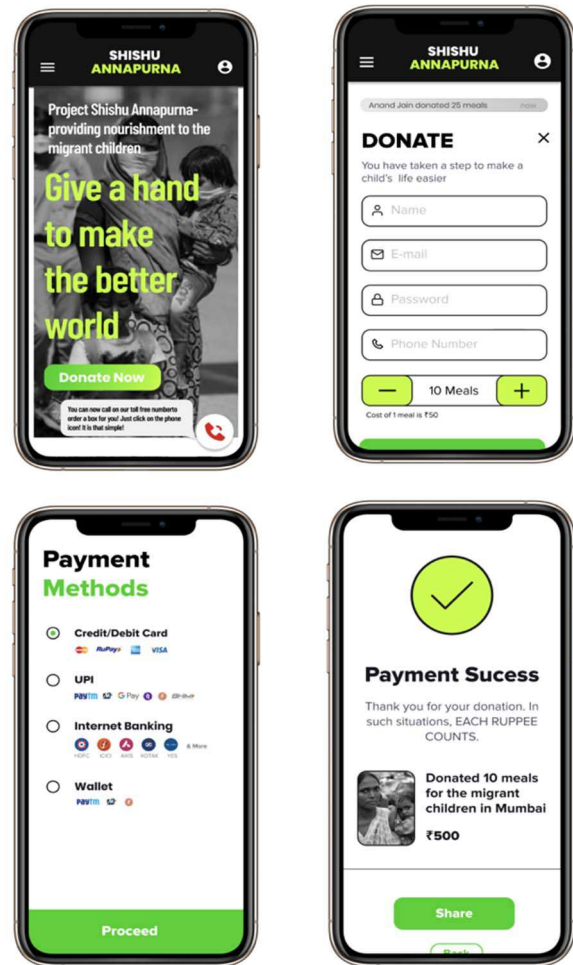 SHISHU
ANNAPURNA
Project Shishu Annapurna-
providing nourishment to the
migrant children
Give a hand
to make
the better
world
Donate Now
You can now call on our toll free numberto
order a box for you! Just click on the phone
icon! It is that simple!
SHISHU
ANNAPURNA
Anand Jain donated 25 meals now
DONATE
You have taken a step to make a
child's life easier
Name
E-mail
Password
Phone Number
10 Meals
Cost of 1 meal is ₹50
Payment
Methods
Credit/Debit Card
RuPay VISA
UPI
Paytm G Pay
Internet Banking
& More
HDFC ICICI AXIS KOTAK YES
Wallet
Paytm
Proceed
Payment Sucess
Thank you for your donation. In
such situations, EACH RUPPEE
COUNTS.
Donated 10 meals
for the migrant
children in Mumbai
₹500
Share
Back